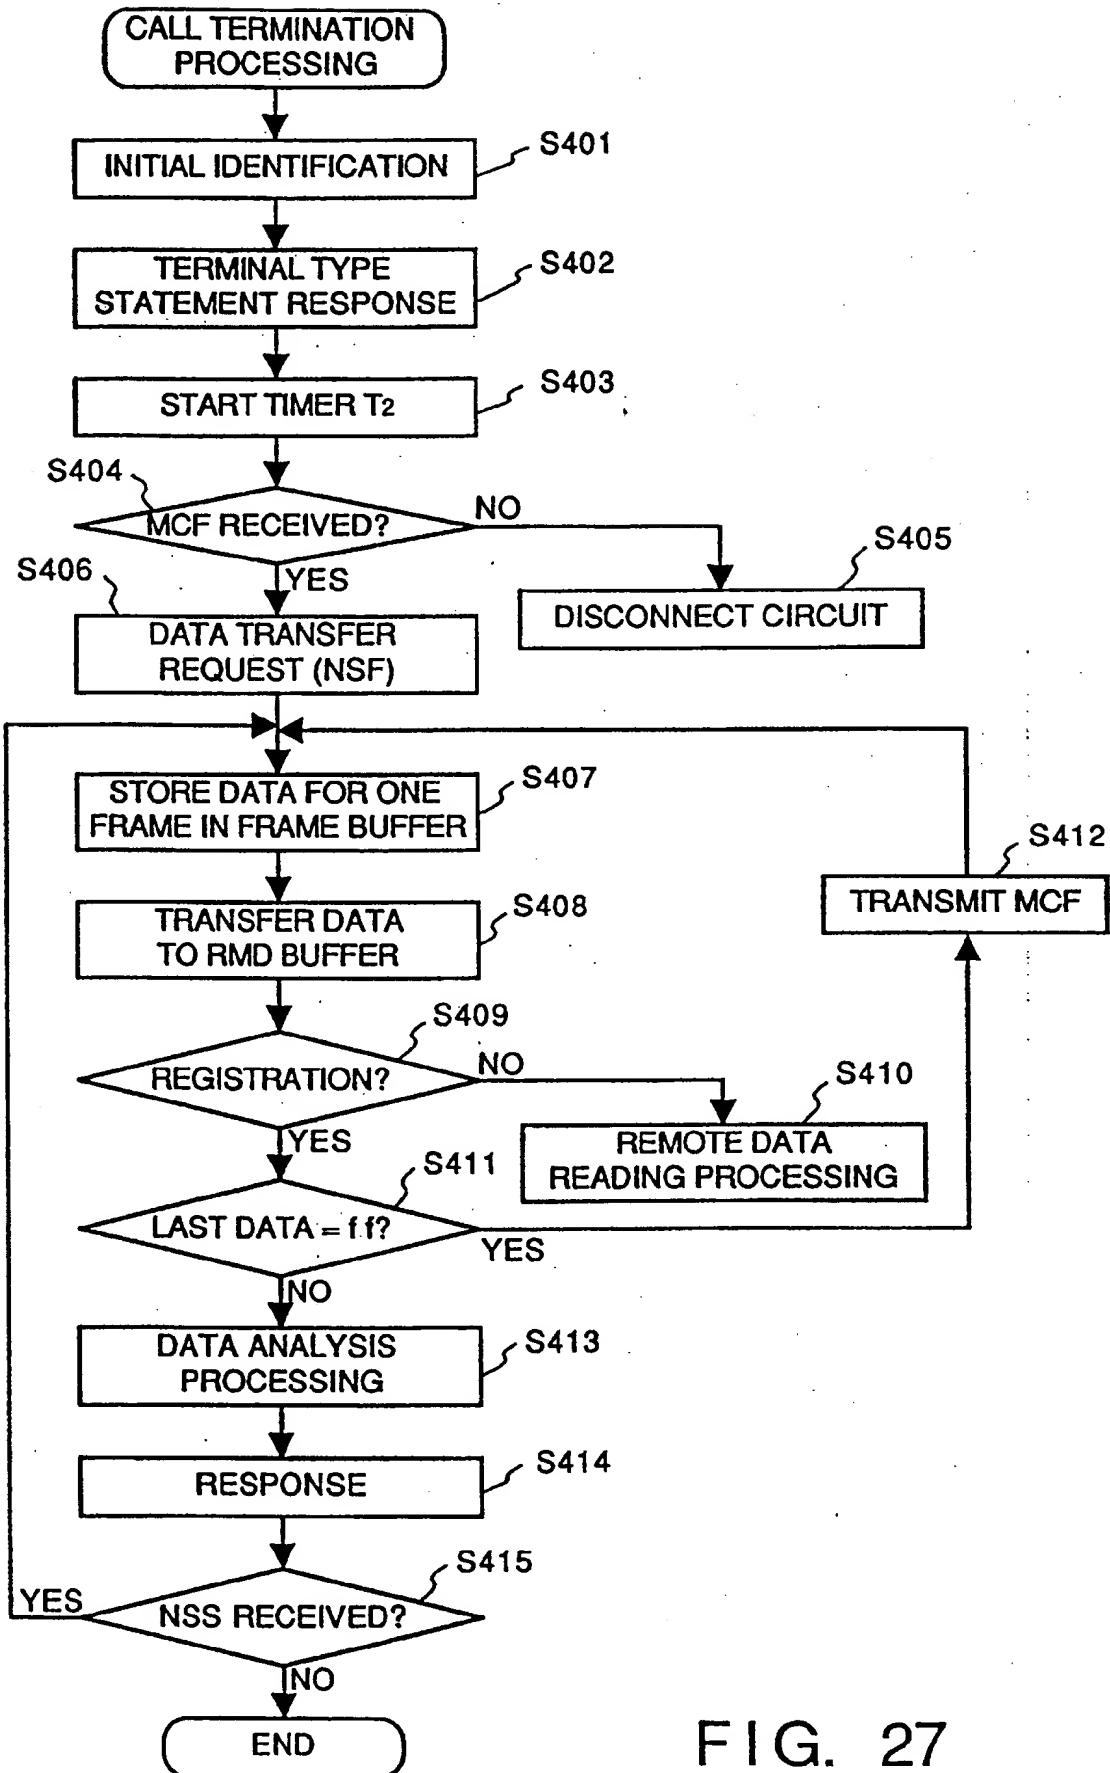 CALL TERMINATION
PROCESSING
S401
INITIAL IDENTIFICATION
S402
TERMINAL TYPE
STATEMENT RESPONSE
S403
START TIMER T2
S404
MCF RECEIVED?
NO
S405
DISCONNECT CIRCUIT
YES
S406
DATA TRANSFER
REQUEST (NSF)
S407
STORE DATA FOR ONE
FRAME IN FRAME BUFFER
S412
TRANSMIT MCF
S408
TRANSFER DATA
TO RMD BUFFER
S409
REGISTRATION?
NO
S410
REMOTE DATA
READING PROCESSING
YES
S411
LAST DATA = f.f?
YES
NO
S413
DATA ANALYSIS
PROCESSING
S414
RESPONSE
S415
NSS RECEIVED?
YES
NO
END
FIG. 27